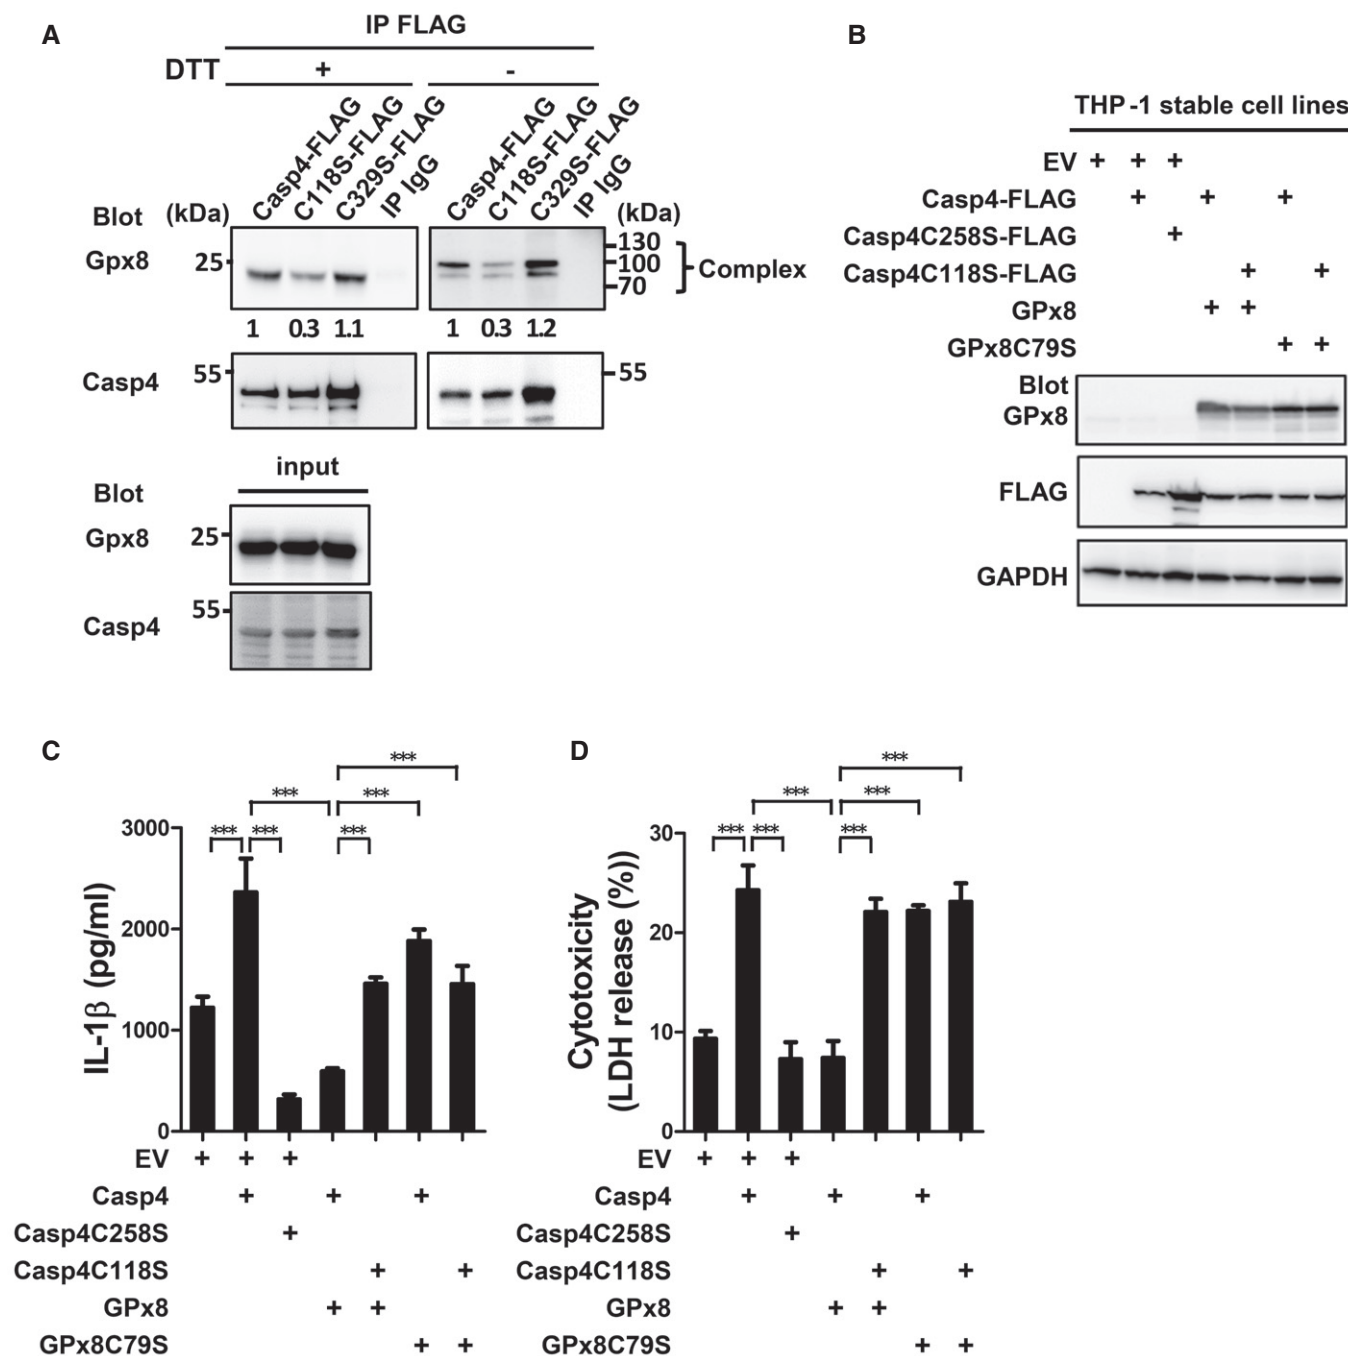 A
IP FLAG
DTT + -
Casp4-FLAG C118S-FLAG C329S-FLAG IP IgG Casp4-FLAG C118S-FLAG C329S-FLAG IP IgG
Blot (kDa) (kDa)
Gpx8 25 130 100 70 Complex
1 0.3 1.1 1 0.3 1.2
Casp4 55 55
input
Blot
Gpx8 25
Casp4 55
B
THP-1 stable cell lines
EV + + +
Casp4-FLAG + + +
Casp4C258S-FLAG +
Casp4C118S-FLAG + +
GPx8 + +
GPx8C79S + +
Blot
GPx8
FLAG
GAPDH
C
*** *** *** *** *** ***
IL-1β (pg/ml)
3000
2000
1000
0
EV + + +
Casp4 + + +
Casp4C258S +
Casp4C118S + +
GPx8 + +
GPx8C79S + +
D
*** *** *** *** *** ***
Cytotoxicity
(LDH release (%))
30
20
10
0
EV + + +
Casp4 + + +
Casp4C258S +
Casp4C118S + +
GPx8 + +
GPx8C79S + +